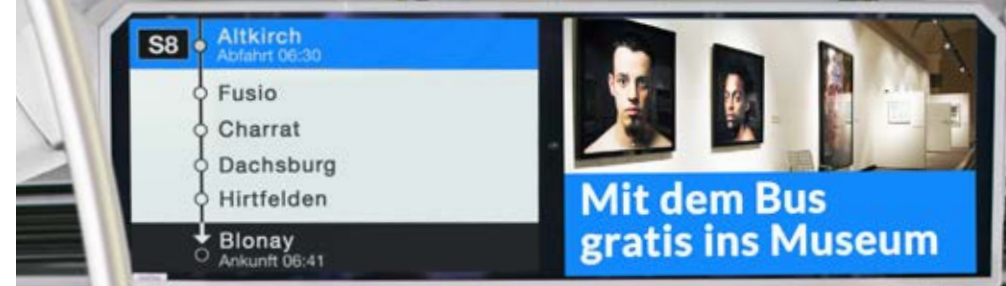 S8
Altkirch
Abfahrt 06:30
Fusio
Charrat
Dachsburg
Hirtfelden
Blonay
Ankunft 06:41
Mit dem Bus
gratis ins Museum